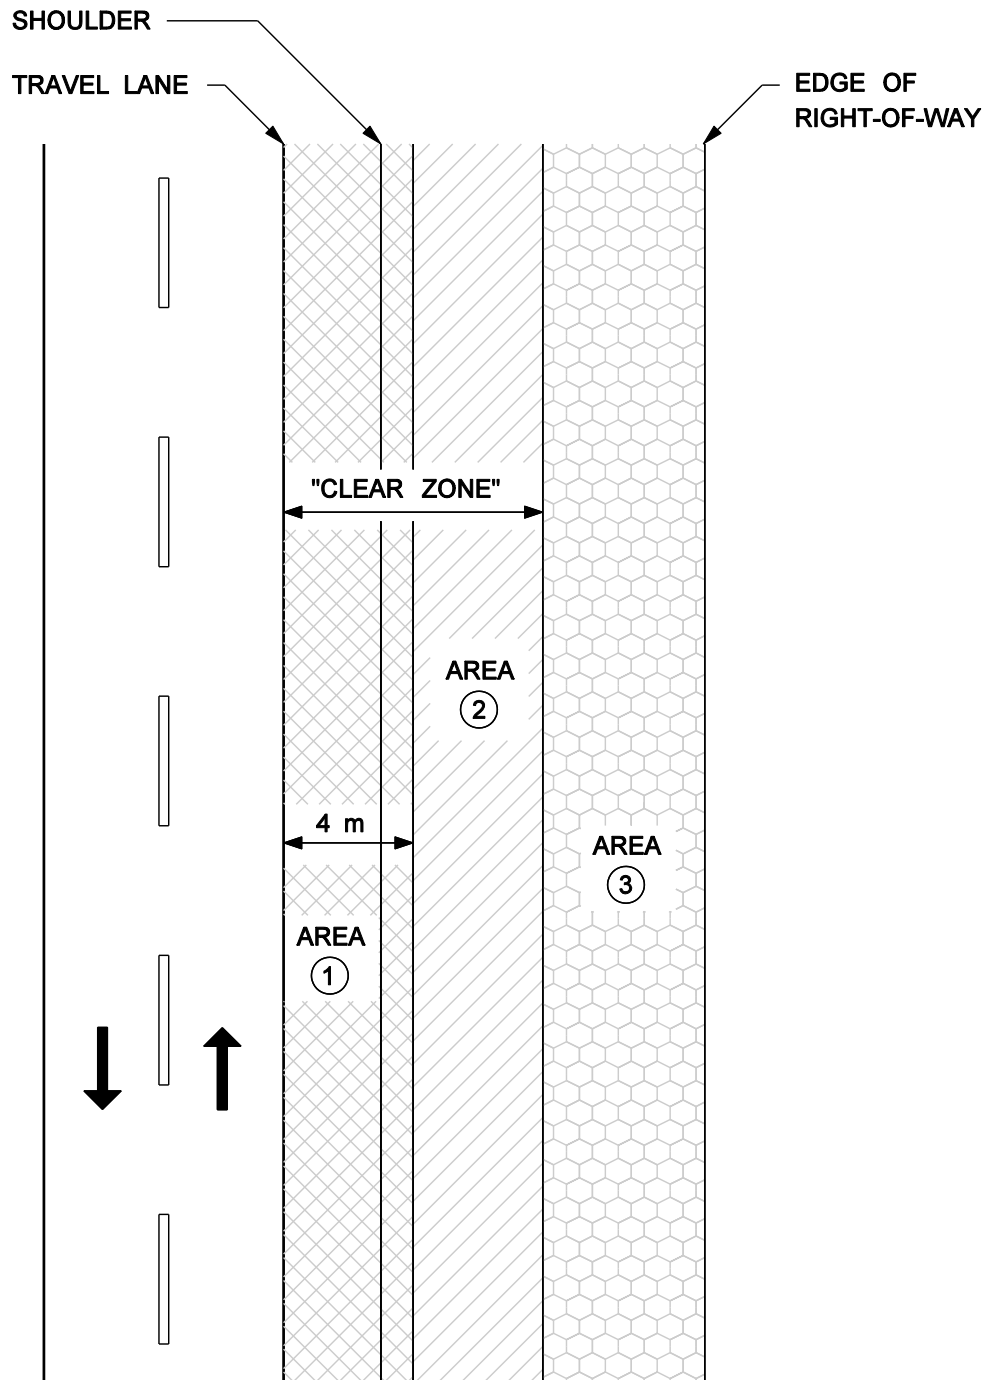 SHOULDER
TRAVEL LANE
EDGE OF
RIGHT-OF-WAY
"CLEAR ZONE"
AREA
2
4 m
AREA
3
AREA
1